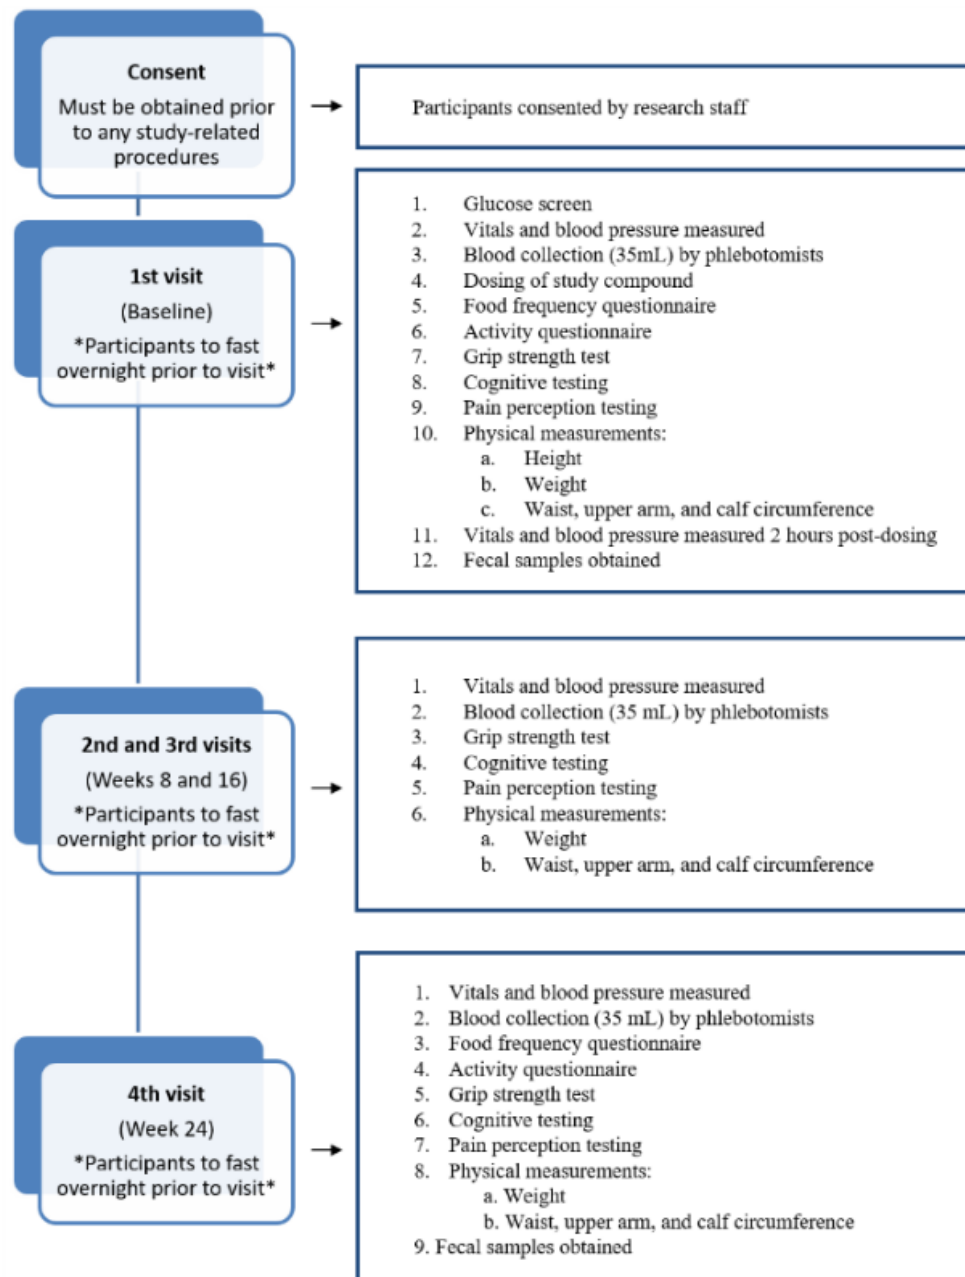 Consent
Must be obtained prior
to any study-related
procedures
Participants consented by research staff
1st visit
(Baseline)
*Participants to fast
overnight prior to visit*
1. Glucose screen
2. Vitals and blood pressure measured
3. Blood collection (35mL) by phlebotomists
4. Dosing of study compound
5. Food frequency questionnaire
6. Activity questionnaire
7. Grip strength test
8. Cognitive testing
9. Pain perception testing
10. Physical measurements:
a. Height
b. Weight
c. Waist, upper arm, and calf circumference
11. Vitals and blood pressure measured 2 hours post-dosing
12. Fecal samples obtained
2nd and 3rd visits
(Weeks 8 and 16)
*Participants to fast
overnight prior to visit*
1. Vitals and blood pressure measured
2. Blood collection (35 mL) by phlebotomists
3. Grip strength test
4. Cognitive testing
5. Pain perception testing
6. Physical measurements:
a. Weight
b. Waist, upper arm, and calf circumference
4th visit
(Week 24)
*Participants to fast
overnight prior to visit*
1. Vitals and blood pressure measured
2. Blood collection (35 mL) by phlebotomists
3. Food frequency questionnaire
4. Activity questionnaire
5. Grip strength test
6. Cognitive testing
7. Pain perception testing
8. Physical measurements:
a. Weight
b. Waist, upper arm, and calf circumference
9. Fecal samples obtained